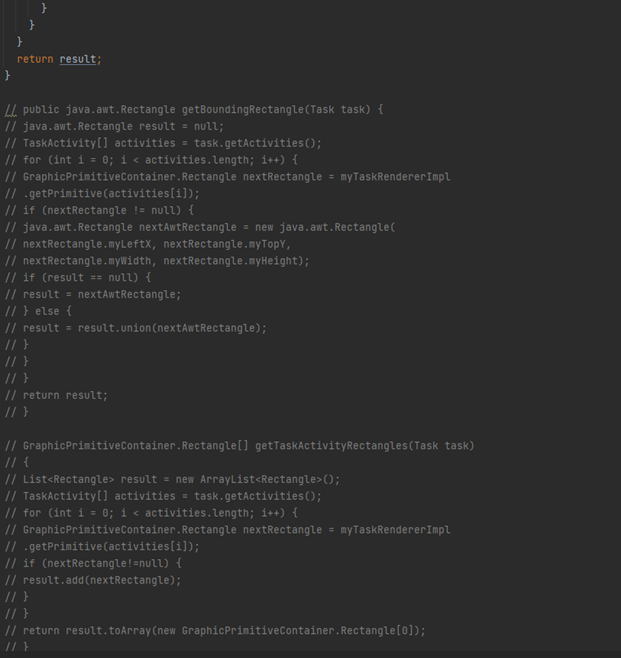 }
}
}
return result;
}
// public java.awt.Rectangle getBoundingRectangle(Task task) {
// java.awt.Rectangle result = null;
// TaskActivity[] activities = task.getActivities();
// for (int i = 0; i < activities.length; i++) {
// GraphicPrimitiveContainer.Rectangle nextRectangle = myTaskRendererImpl
// .getPrimitive(activities[i]);
// if (nextRectangle != null) {
// java.awt.Rectangle nextAwtRectangle = new java.awt.Rectangle(
// nextRectangle.myLeftX, nextRectangle.myTopY,
// nextRectangle.myWidth, nextRectangle.myHeight);
// if (result == null) {
// result = nextAwtRectangle;
// } else {
// result = result.union(nextAwtRectangle);
// }
// }
// }
// return result;
// }
// GraphicPrimitiveContainer.Rectangle[] getTaskActivityRectangles(Task task)
// {
// List<Rectangle> result = new ArrayList<Rectangle>();
// TaskActivity[] activities = task.getActivities();
// for (int i = 0; i < activities.length; i++) {
// GraphicPrimitiveContainer.Rectangle nextRectangle = myTaskRendererImpl
// .getPrimitive(activities[i]);
// if (nextRectangle!=null) {
// result.add(nextRectangle);
// }
// }
// return result.toArray(new GraphicPrimitiveContainer.Rectangle[0]);
// }